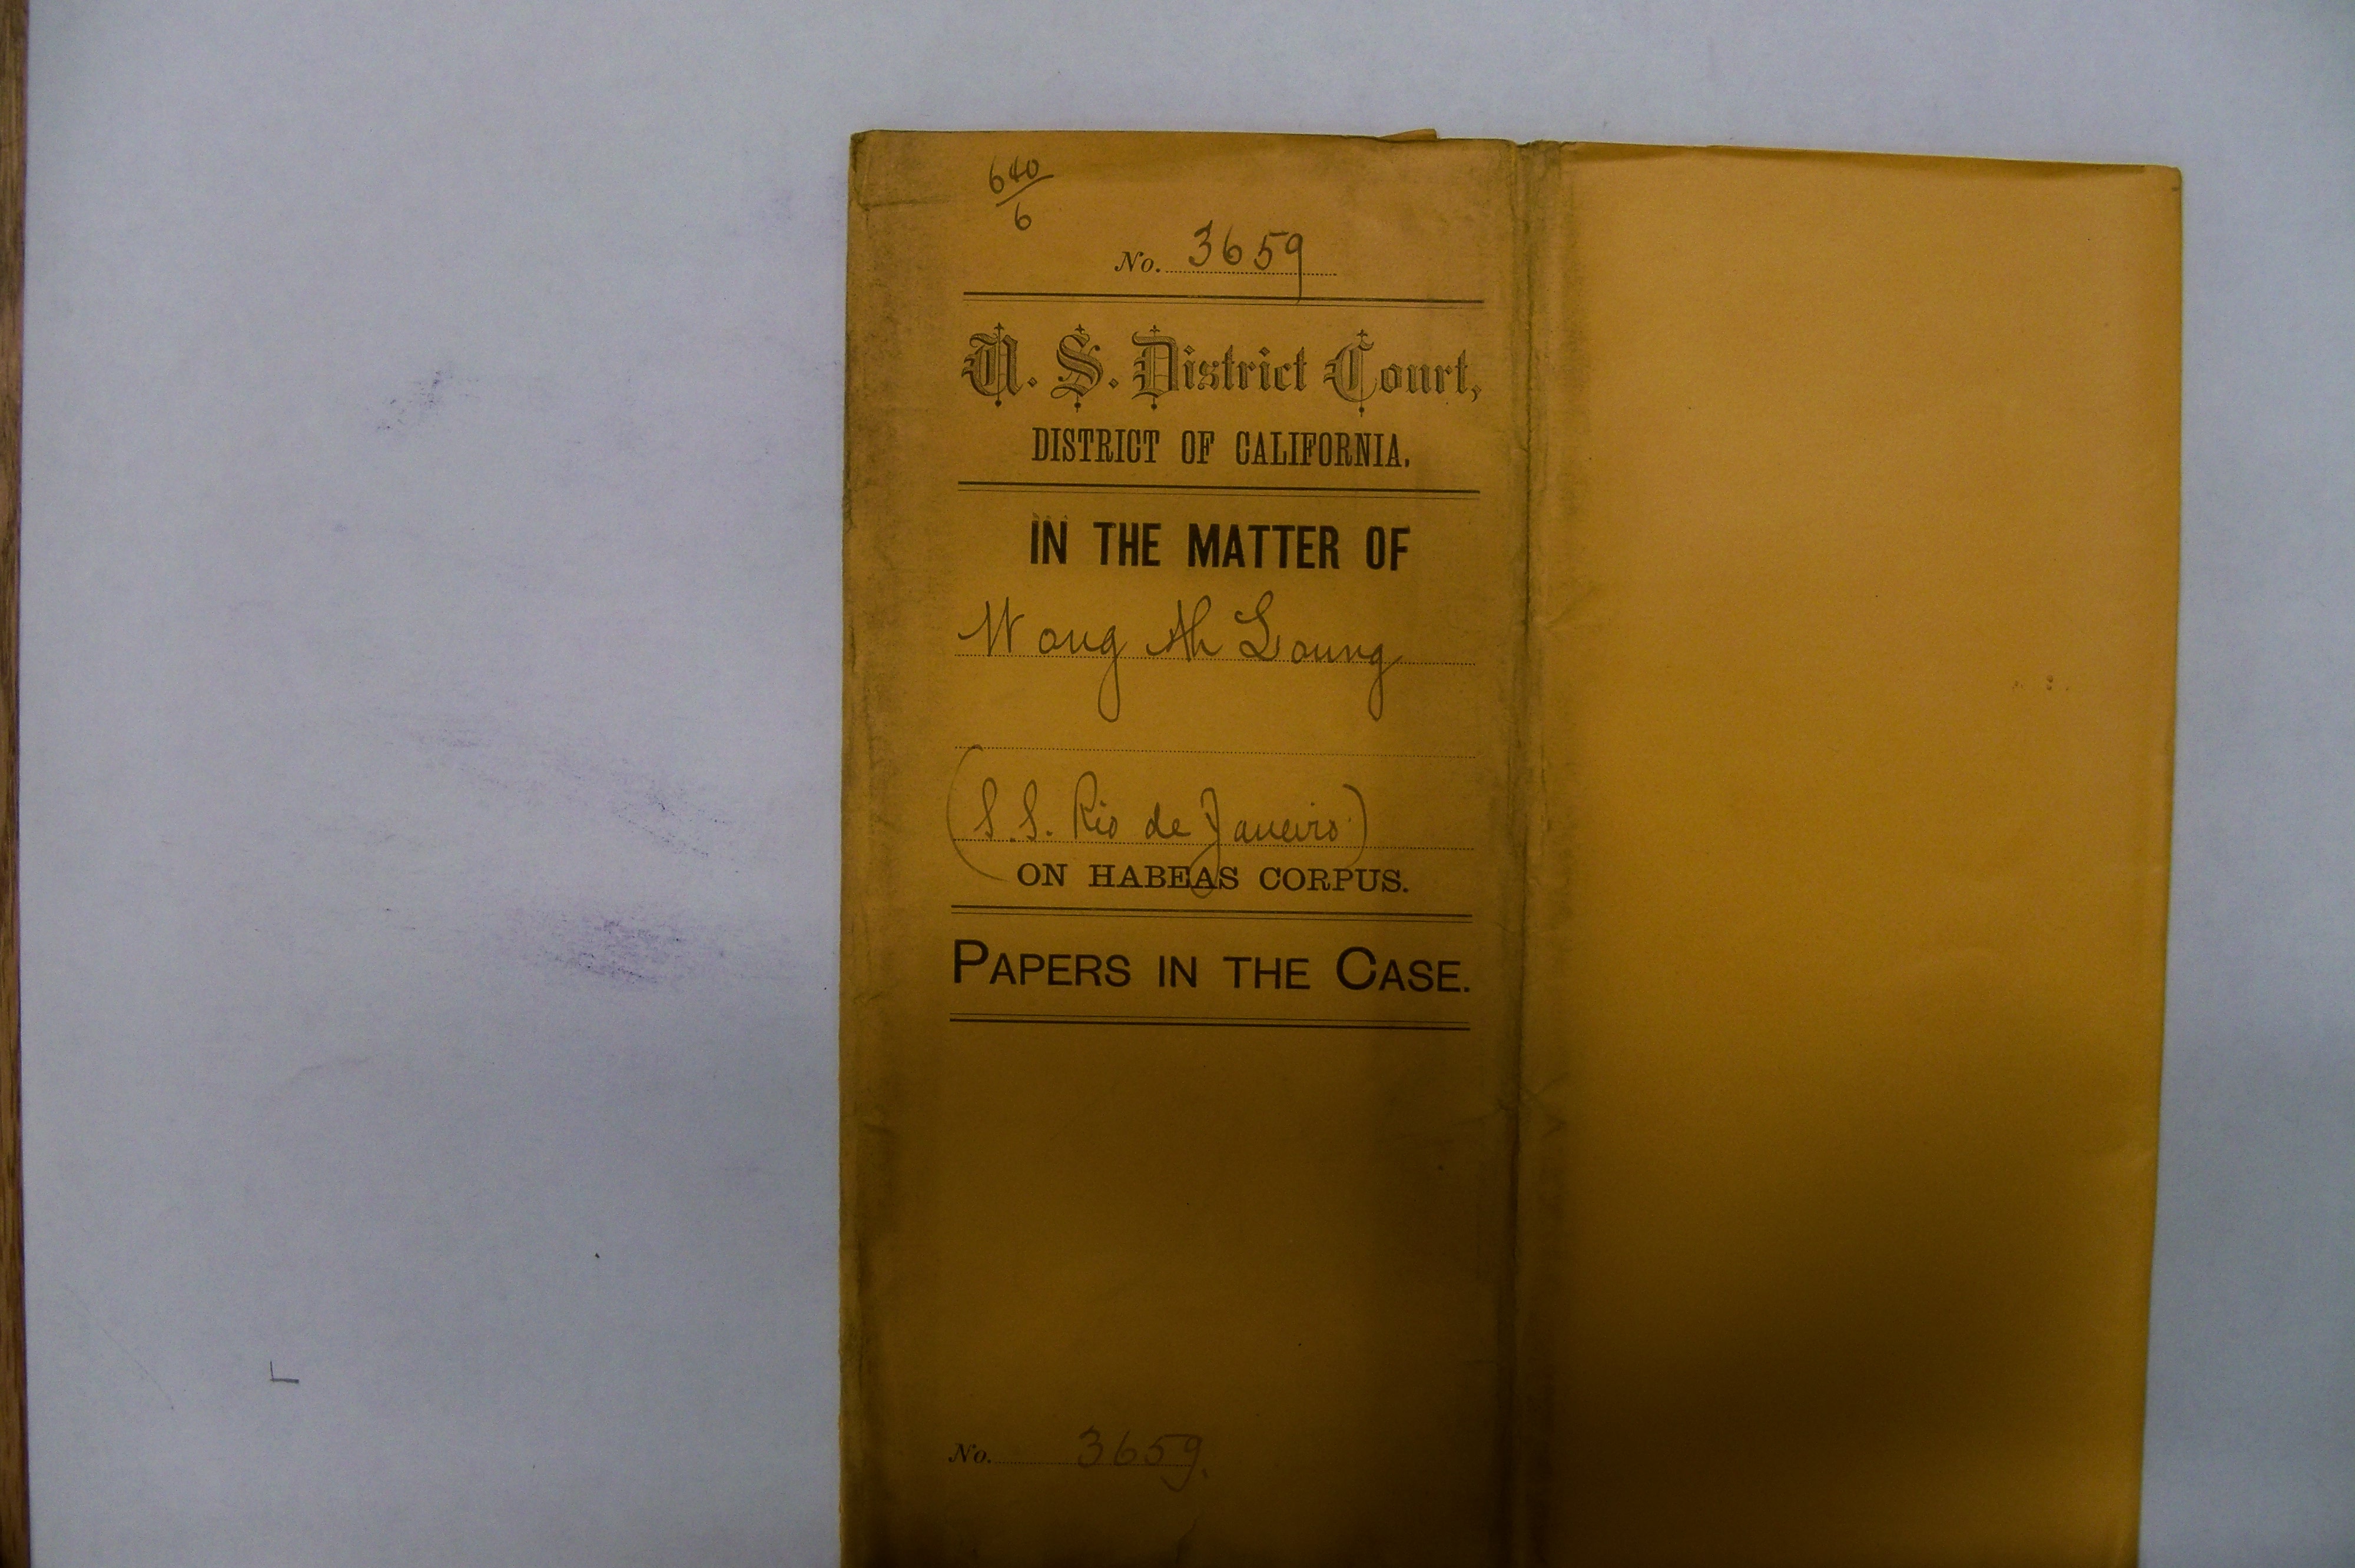 640
6
No. 3659
U. S. District Court,
DISTRICT OF CALIFORNIA.
IN THE MATTER OF
Wong Ah Loung
(S.S. Rio de Janeiro)
ON HABEAS CORPUS.
PAPERS IN THE CASE.
No. 3659.